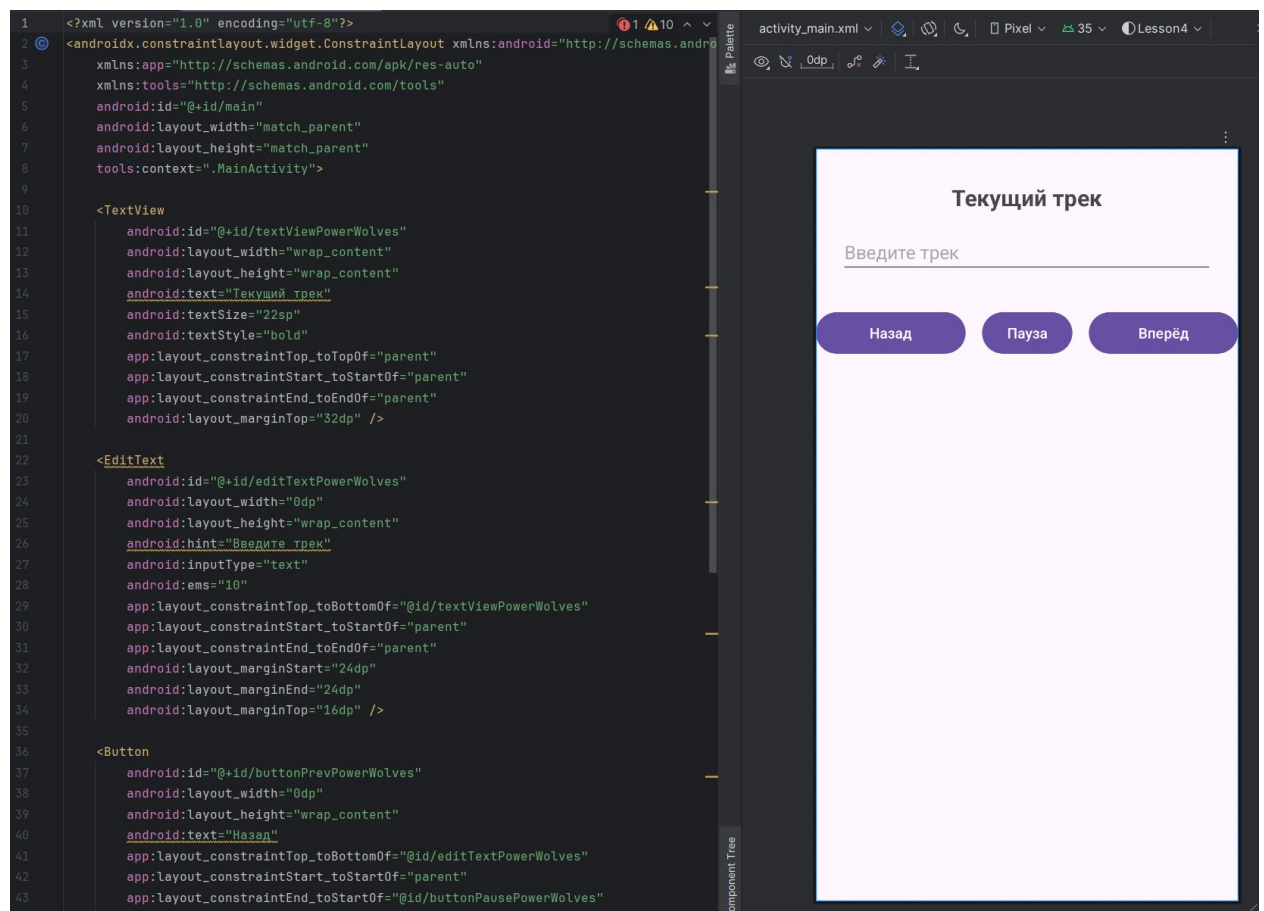 1 <?xml version="1.0" encoding="utf-8"?>
1 10
2 <androidx.constraintlayout.widget.ConstraintLayout xmlns:android="http://schemas.andro
3 xmlns:app="http://schemas.android.com/apk/res-auto"
4 xmlns:tools="http://schemas.android.com/tools"
5 android:id="@+id/main"
6 android:layout_width="match_parent"
7 android:layout_height="match_parent"
8 tools:context=".MainActivity">
9
10 <TextView
11 android:id="@+id/textViewPowerWolves"
12 android:layout_width="wrap_content"
13 android:layout_height="wrap_content"
14 android:text="Текущий трек"
15 android:textSize="22sp"
16 android:textStyle="bold"
17 app:layout_constraintTop_toTopOf="parent"
18 app:layout_constraintStart_toStartOf="parent"
19 app:layout_constraintEnd_toEndOf="parent"
20 android:layout_marginTop="32dp" />
21
22 <EditText
23 android:id="@+id/editTextPowerWolves"
24 android:layout_width="0dp"
25 android:layout_height="wrap_content"
26 android:hint="Введите трек"
27 android:inputType="text"
28 android:ems="10"
29 app:layout_constraintTop_toBottomOf="@id/textViewPowerWolves"
30 app:layout_constraintStart_toStartOf="parent"
31 app:layout_constraintEnd_toEndOf="parent"
32 android:layout_marginStart="24dp"
33 android:layout_marginEnd="24dp"
34 android:layout_marginTop="16dp" />
35
36 <Button
37 android:id="@+id/buttonPrevPowerWolves"
38 android:layout_width="0dp"
39 android:layout_height="wrap_content"
40 android:text="Назад"
41 app:layout_constraintTop_toBottomOf="@id/editTextPowerWolves"
42 app:layout_constraintStart_toStartOf="parent"
43 app:layout_constraintEnd_toStartOf="@id/buttonPausePowerWolves"
Palette
omponent Tree
activity_main.xml Pixel 35 Lesson4
0dp
Текущий трек
Введите трек
Назад Пауза Вперёд